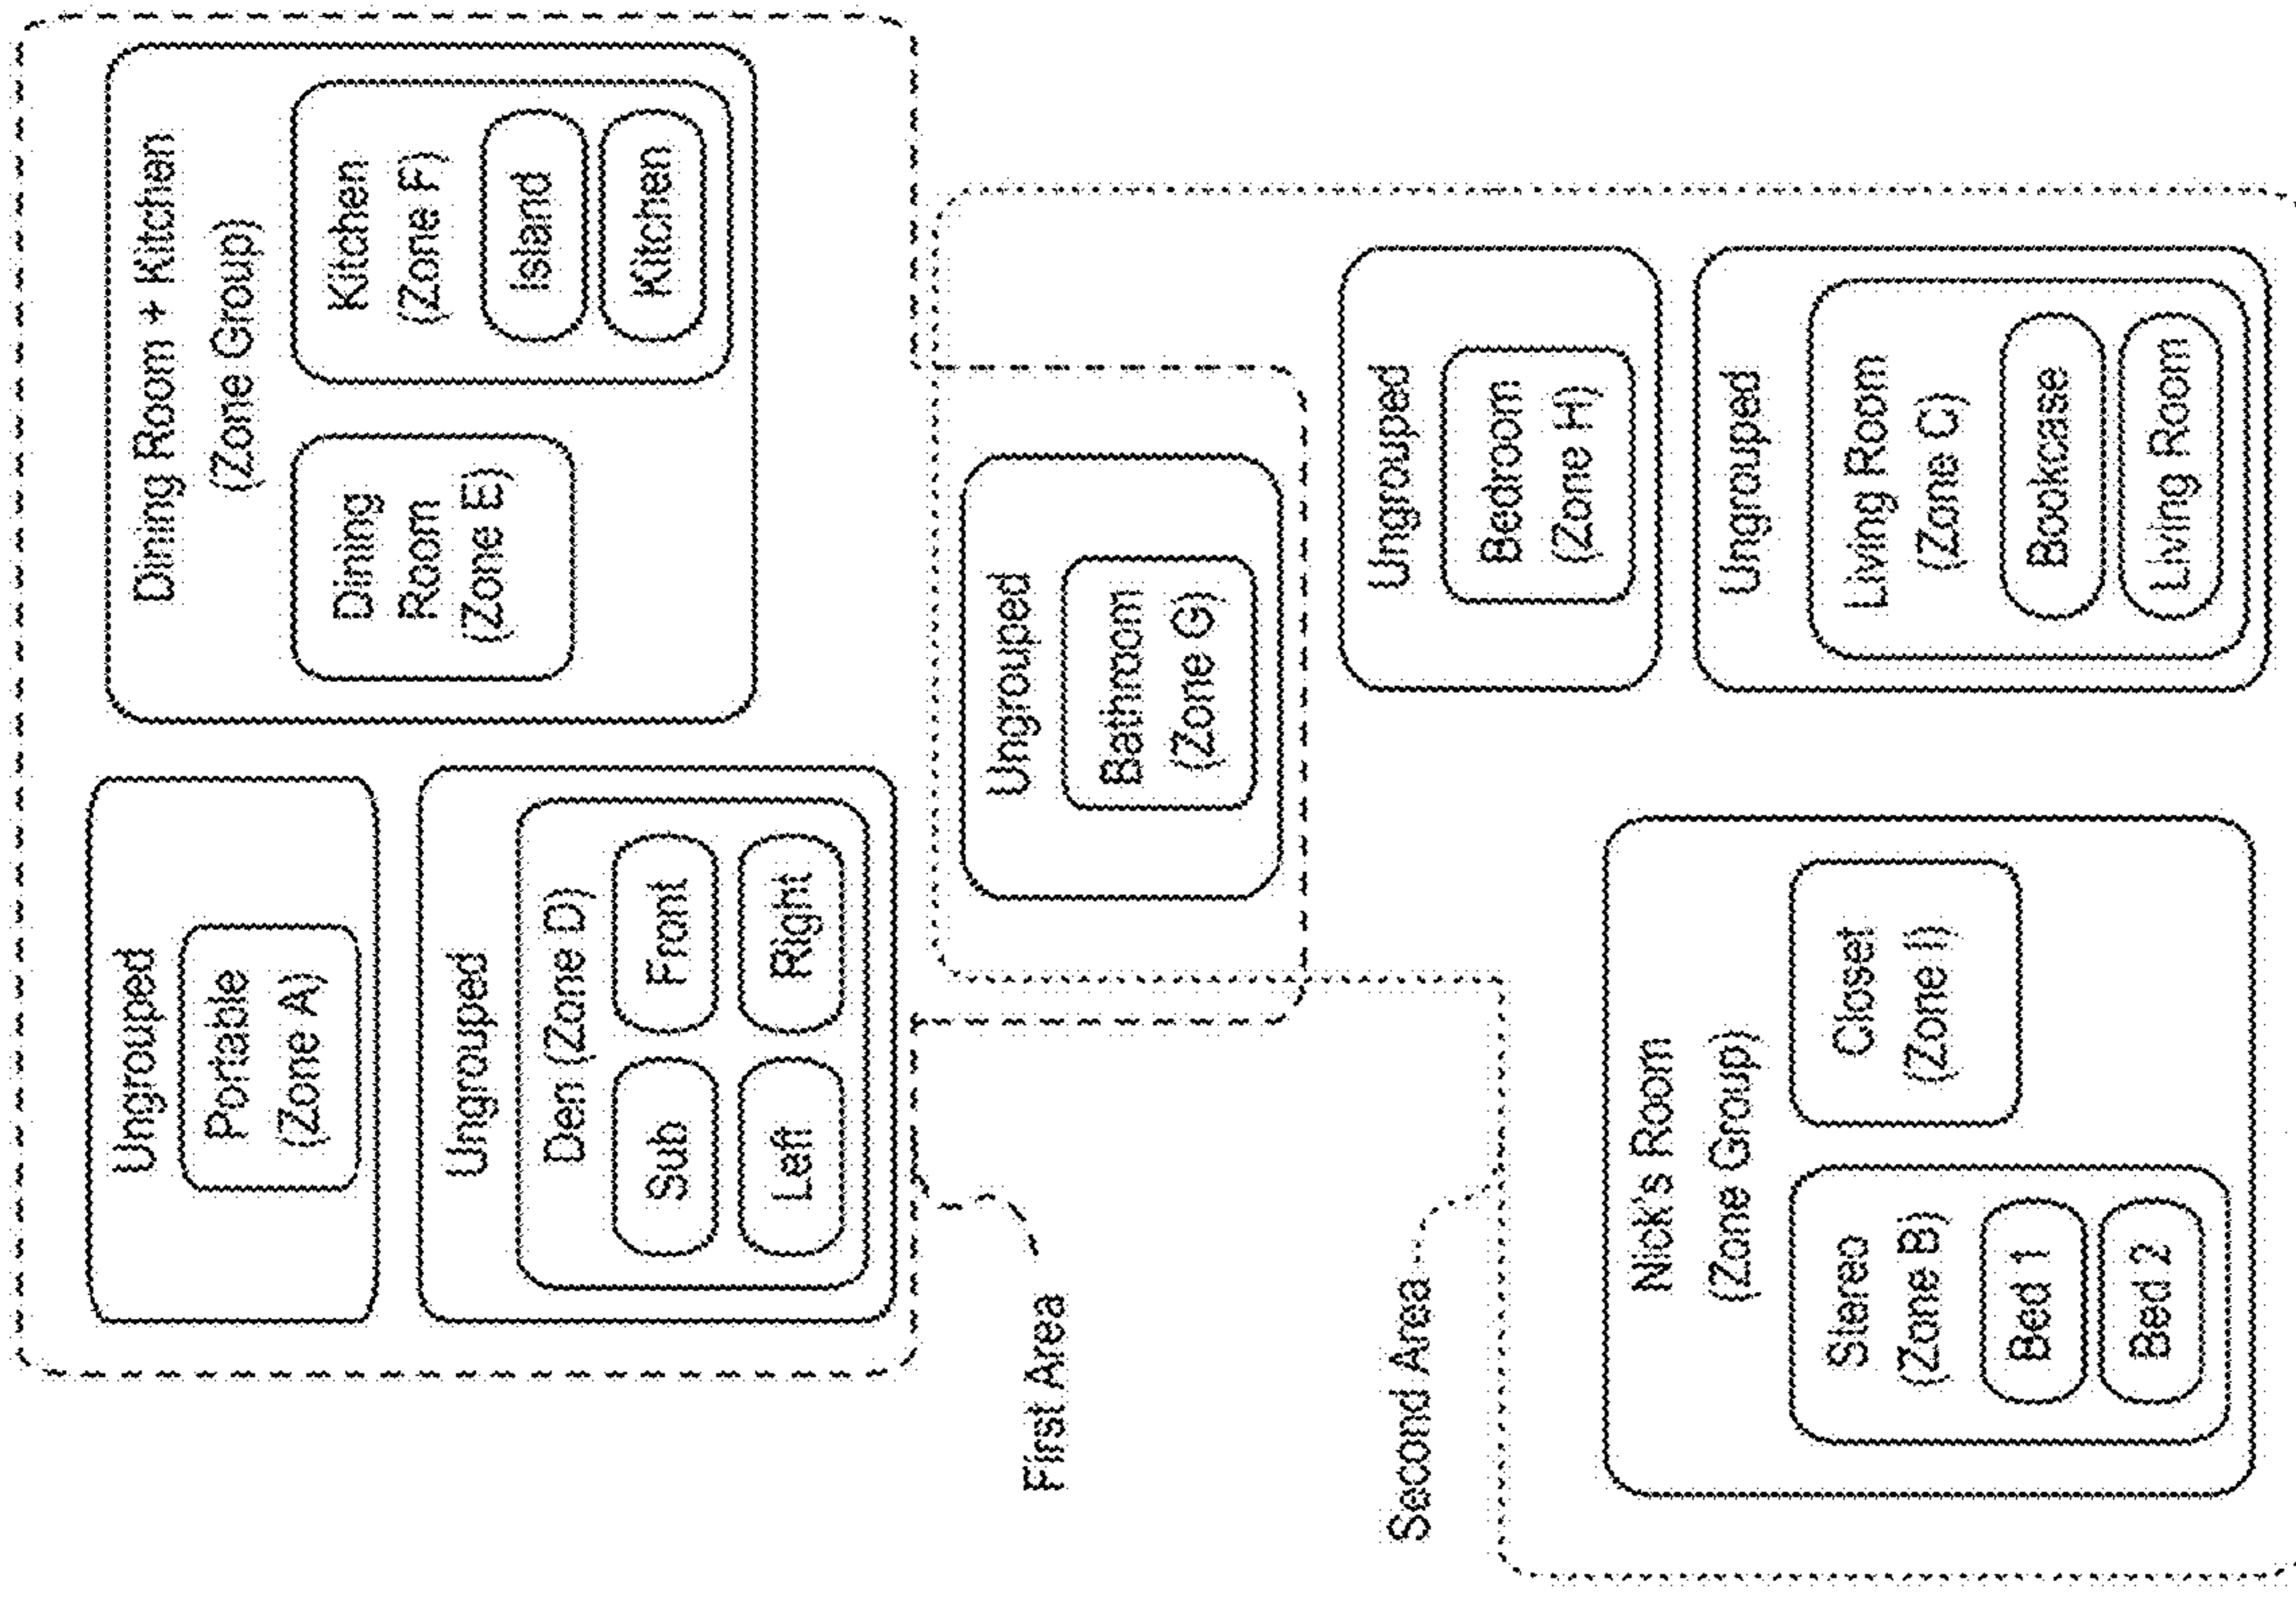 Ungrouped
Portable
(Zone A)
Ungrouped
Den (Zone D)
Sub
Front
Left
Right
Dining Room + Kitchen
(Zone Group)
Dining
Room
(Zone E)
Kitchen
(Zone F)
Island
Kitchen
First Area
Ungrouped
Bathroom
(Zone G)
Second Area
Nick's Room
(Zone Group)
Stereo
(Zone B)
Bed 1
Bed 2
Closet
(Zone I)
Ungrouped
Bedroom
(Zone H)
Ungrouped
Living Room
(Zone C)
Bookcase
Living Room